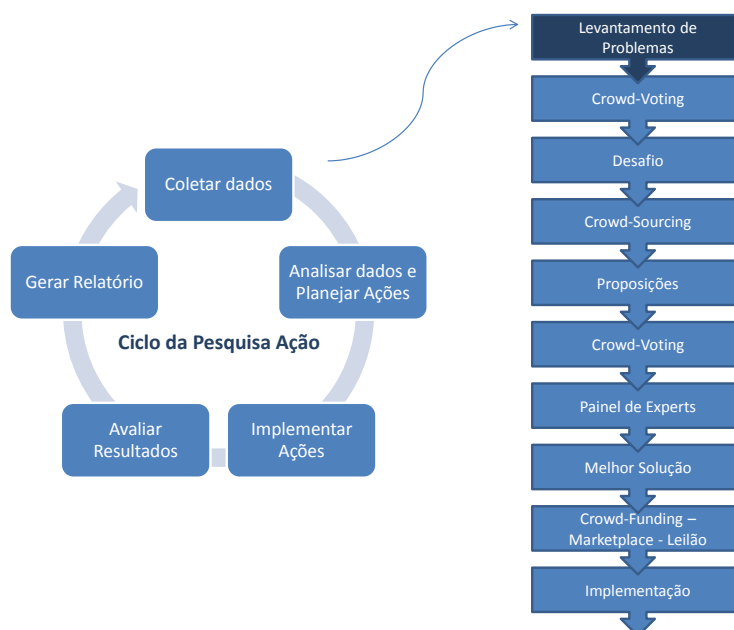 Coletar dados
Analisar dados e
Planejar Ações
Implementar
Ações
Avaliar
Resultados
Gerar Relatório
Ciclo da Pesquisa Ação
Levantamento de
Problemas
Crowd-Voting
Desafio
Crowd-Sourcing
Proposições
Crowd-Voting
Painel de Experts
Melhor Solução
Crowd-Funding –
Marketplace - Leilão
Implementação